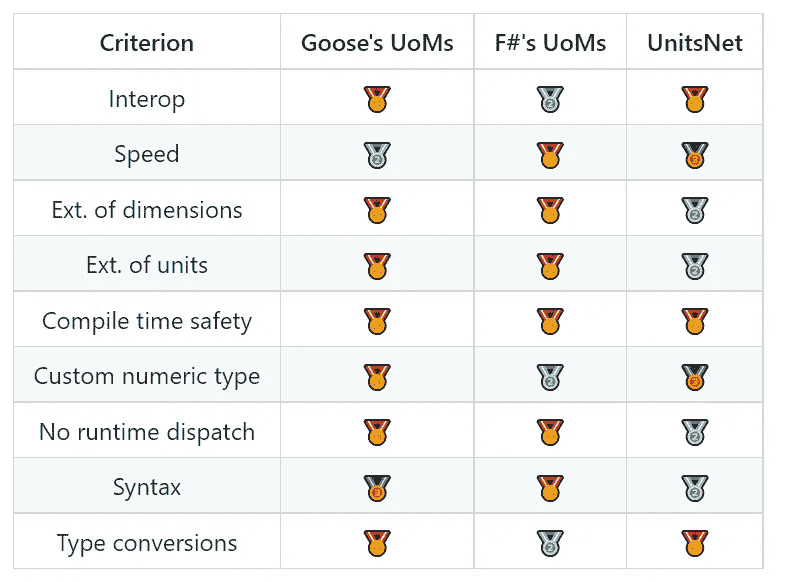 Criterion Goose's UoMs F#'s UoMs UnitsNet
Interop 🏅 🥈 🏅
Speed 🥈 🏅 🥉
Ext. of dimensions 🏅 🏅 🥈
Ext. of units 🏅 🏅 🥈
Compile time safety 🏅 🏅 🏅
Custom numeric type 🏅 🥈 🥉
No runtime dispatch 🏅 🏅 🥈
Syntax 🥉 🏅 🥈
Type conversions 🏅 🥈 🏅